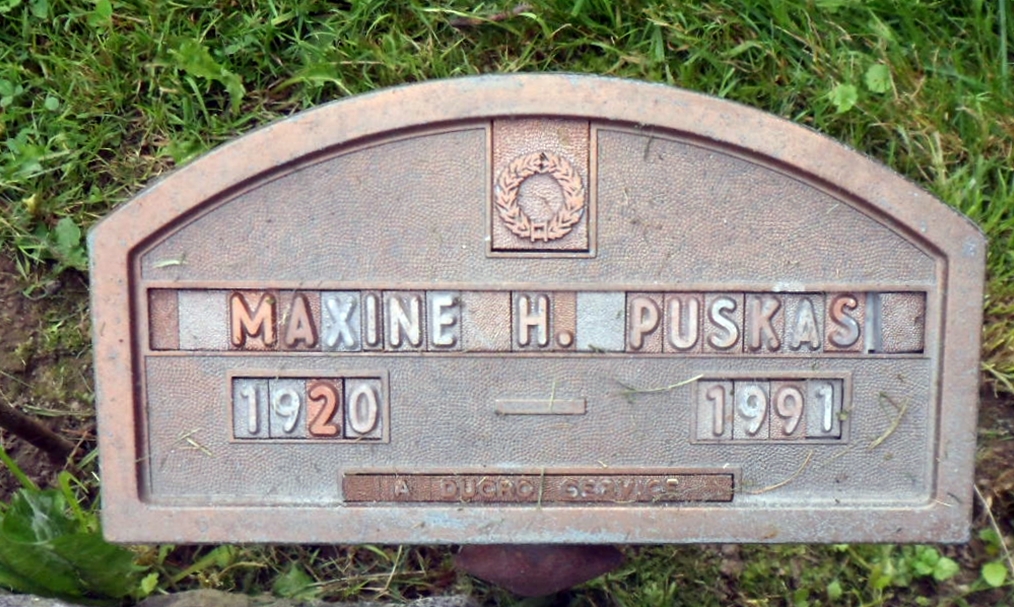 MAXINE H. PUSKAS
1920 — 1991
A DUGRO SERVICE